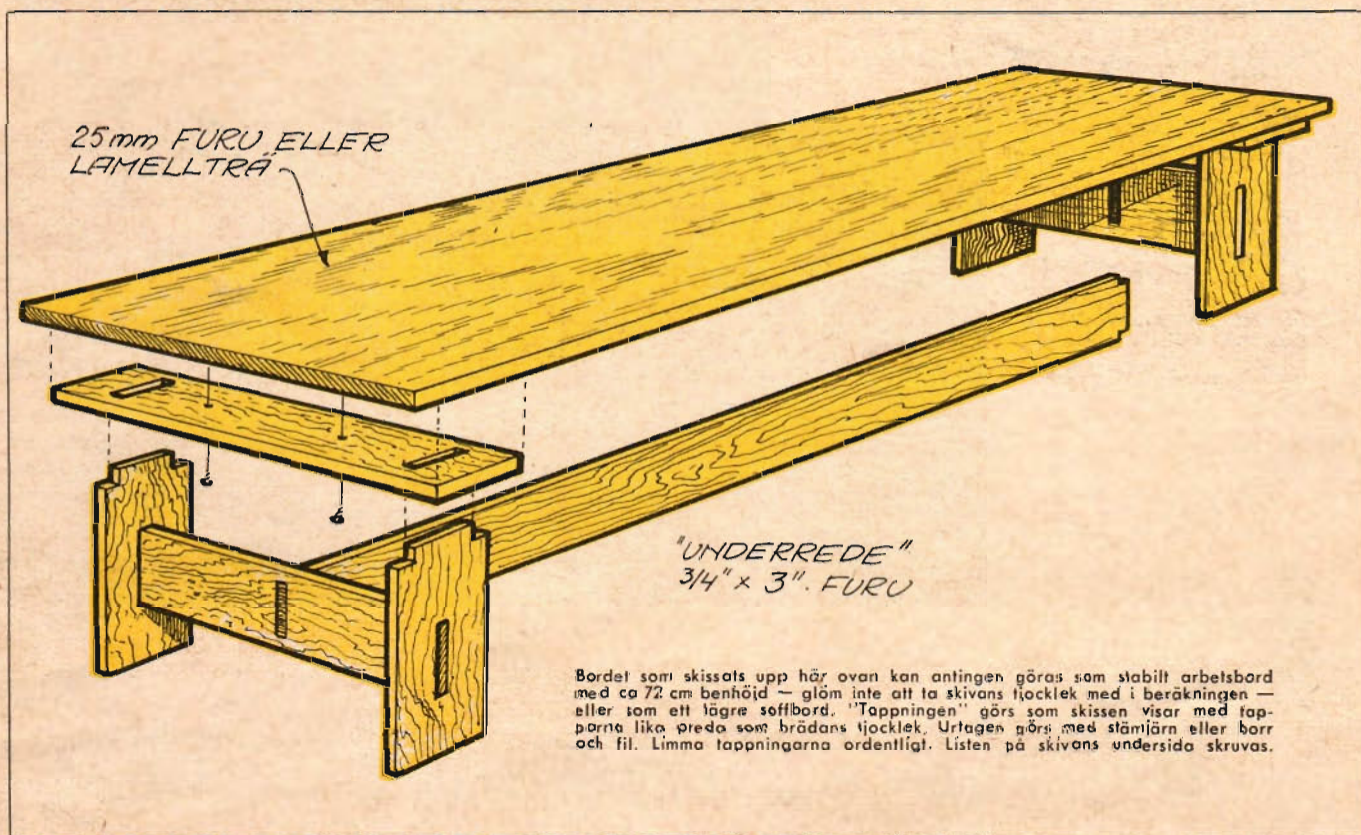 25mm FURU ELLER
LAMELLTRÄ
"UNDERREDE"
3/4" x 3". FURU
Bordet som skissats upp här ovan kan antingen göras som stabilt arbetsbord
med ca 72 cm benhöjd — glöm inte att ta skivans tjocklek med i beräkningen —
eller som ett lägre soffbord. "Tappningen" görs som skissen visar med tap-
parna lika breda som brädans tjocklek. Urtagen görs med stämjärn eller borr
och fil. Limma tappningarna ordentligt. Listen på skivans undersida skruvas.